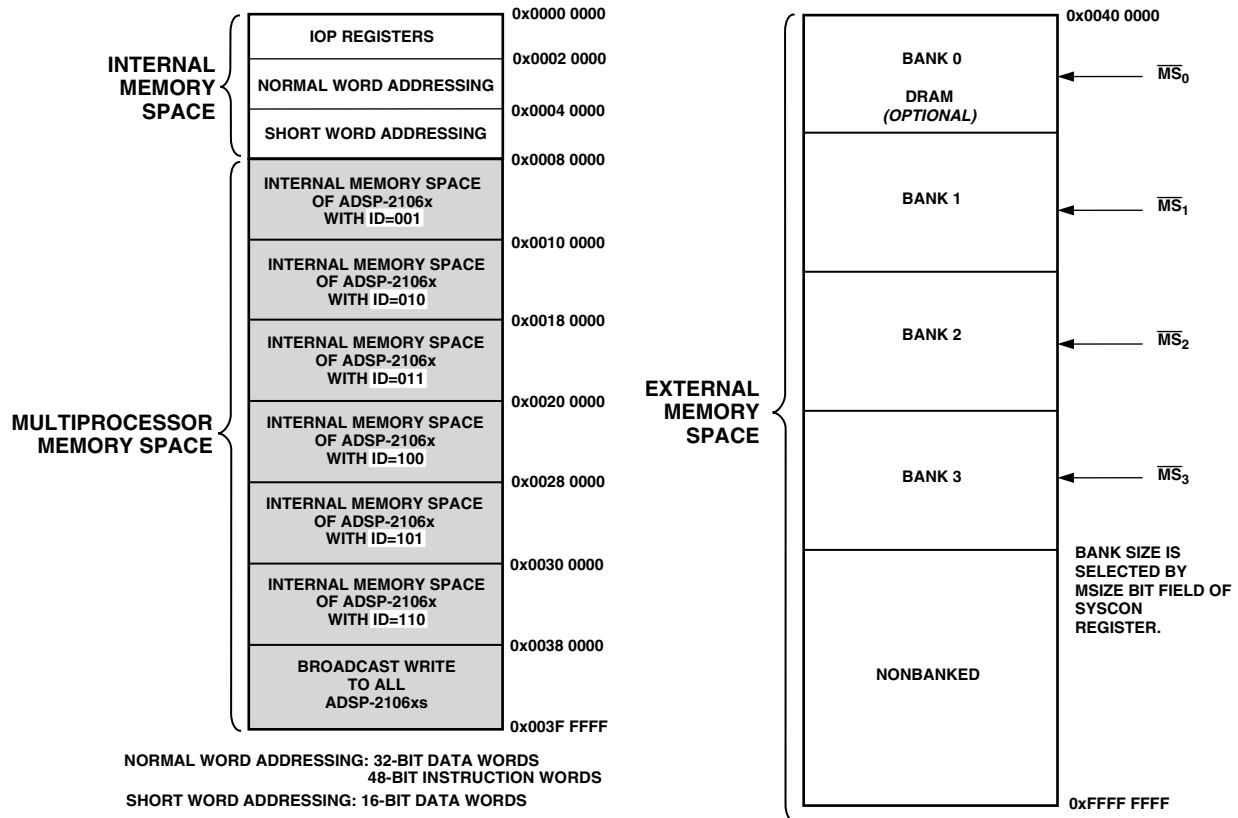 INTERNAL
MEMORY
SPACE
0x0000 0000
IOP REGISTERS
0x0002 0000
NORMAL WORD ADDRESSING
0x0004 0000
SHORT WORD ADDRESSING
0x0008 0000
MULTIPROCESSOR
MEMORY SPACE
INTERNAL MEMORY SPACE
OF ADSP-2106x
WITH ID=001
0x0010 0000
INTERNAL MEMORY SPACE
OF ADSP-2106x
WITH ID=010
0x0018 0000
INTERNAL MEMORY SPACE
OF ADSP-2106x
WITH ID=011
0x0020 0000
INTERNAL MEMORY SPACE
OF ADSP-2106x
WITH ID=100
0x0028 0000
INTERNAL MEMORY SPACE
OF ADSP-2106x
WITH ID=101
0x0030 0000
INTERNAL MEMORY SPACE
OF ADSP-2106x
WITH ID=110
0x0038 0000
BROADCAST WRITE
TO ALL
ADSP-2106xs
0x003F FFFF
NORMAL WORD ADDRESSING: 32-BIT DATA WORDS
48-BIT INSTRUCTION WORDS
SHORT WORD ADDRESSING: 16-BIT DATA WORDS
EXTERNAL
MEMORY
SPACE
0x0040 0000
BANK 0
DRAM
(OPTIONAL)
MS0
BANK 1
MS1
BANK 2
MS2
BANK 3
MS3
BANK SIZE IS
SELECTED BY
MSIZE BIT FIELD OF
SYSCON
REGISTER.
NONBANKED
0xFFFF FFFF